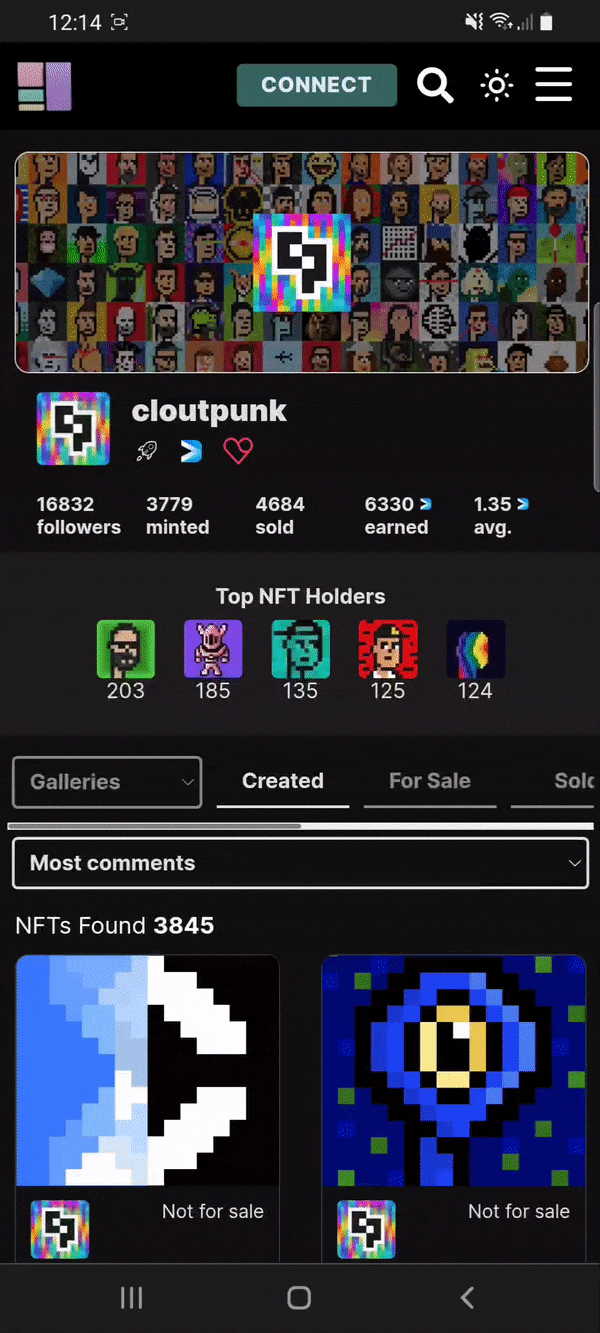 12:14
CONNECT
cloutpunk
16832 3779 4684 6330 1.35
followers minted sold earned avg.
Top NFT Holders
203 185 135 125 124
Galleries Created For Sale Sold
Most comments
NFTs Found 3845
Not for sale Not for sale